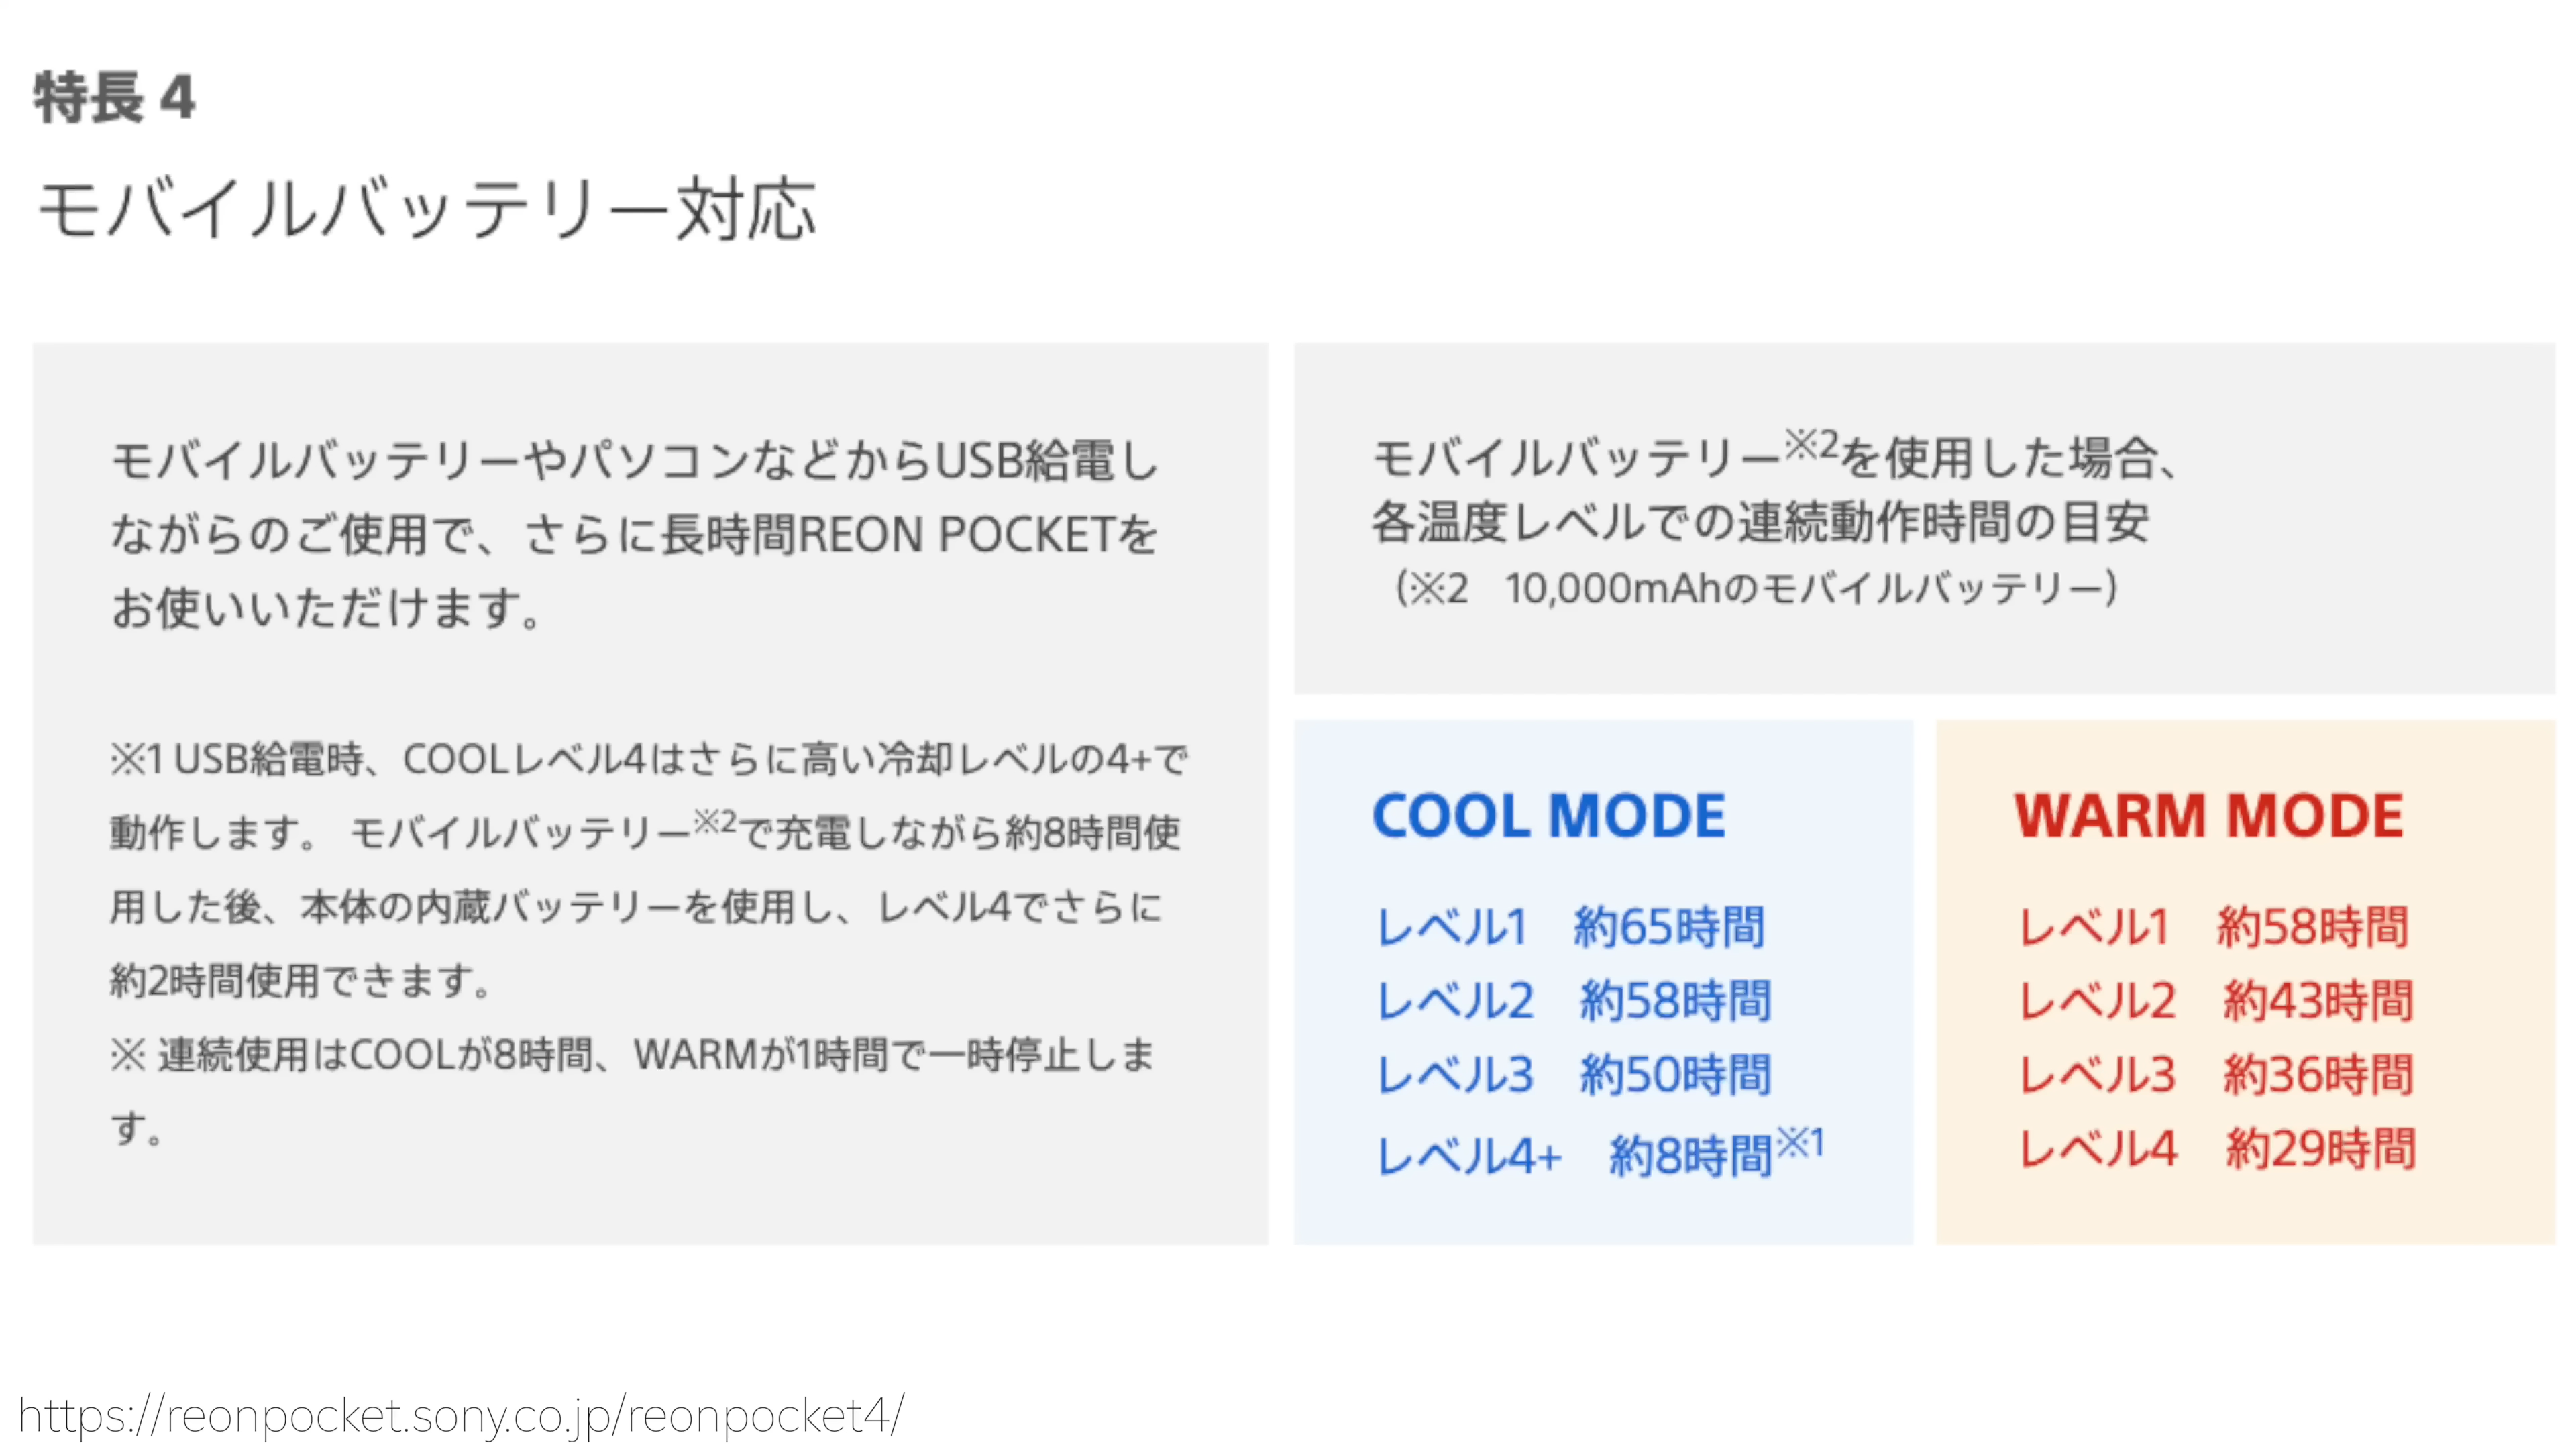 特長 4
モバイルバッテリー対応
モバイルバッテリーやパソコンなどからUSB給電し
ながらのご使用で、さらに長時間REON POCKETを
お使いいただけます。
※1 USB給電時、COOLレベル4はさらに高い冷却レベルの4+で
動作します。 モバイルバッテリー※2で充電しながら約8時間使
用した後、本体の内蔵バッテリーを使用し、レベル4でさらに
約2時間使用できます。
※ 連続使用はCOOLが8時間、WARMが1時間で一時停止しま
す。
モバイルバッテリー※2を使用した場合、
各温度レベルでの連続動作時間の目安
(※2 10,000mAhのモバイルバッテリー)
COOL MODE
レベル1 約65時間
レベル2 約58時間
レベル3 約50時間
レベル4+ 約8時間※1
WARM MODE
レベル1 約58時間
レベル2 約43時間
レベル3 約36時間
レベル4 約29時間
https://reonpocket.sony.co.jp/reonpocket4/